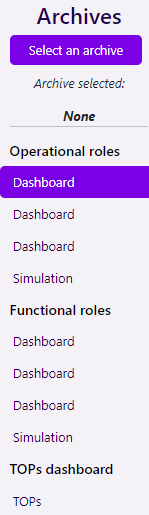 Archives
Select an archive
Archive selected:
None
Operational roles
Dashboard
Dashboard
Dashboard
Simulation
Functional roles
Dashboard
Dashboard
Dashboard
Simulation
TOPs dashboard
TOPs